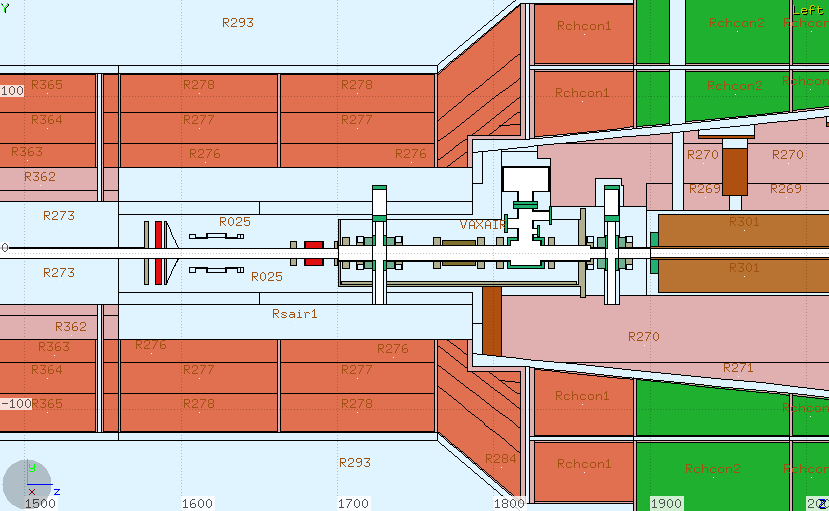 Y
Left
R293
Rchcon1
Rchcon2
R365
R278
R278
Rchcon1
Rchcon2
100
R364
R277
R277
R363
R276
R276
R270
R270
R362
R269
R269
R273
R025
VAXAIR
R301
0
R273
R025
R301
Rsair1
R362
R270
R363
R276
R276
R364
R277
R277
R271
-100
R365
R278
R278
Rchcon1
Rchcon
R293
R284
Rchcon1
Rchcon2
Rchcon
y
x
z
1500
1600
1700
1800
1900
Z